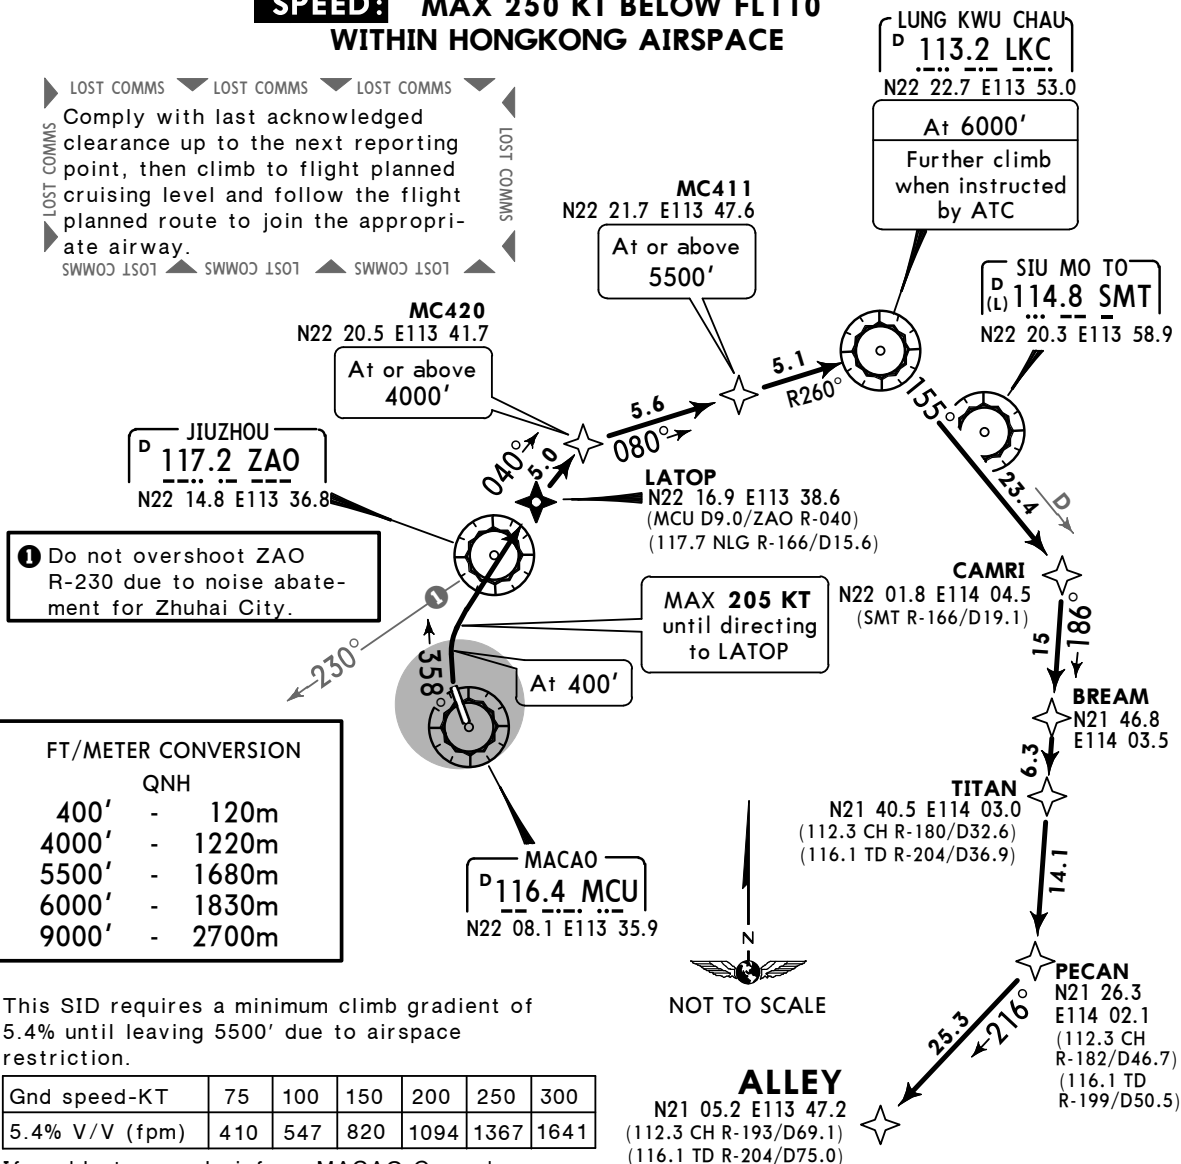 SPEED: MAX 250 KT BELOW FL110
WITHIN HONGKONG AIRSPACE
LOST COMMS LOST COMMS LOST COMMS
LOST COMMS
LOST COMMS
Comply with last acknowledged
clearance up to the next reporting
point, then climb to flight planned
cruising level and follow the flight
planned route to join the appropri-
ate airway.
LOST COMMS LOST COMMS LOST COMMS
LUNG KWU CHAU
D 113.2 LKC
N22 22.7 E113 53.0
At 6000'
Further climb
when instructed
by ATC
MC411
N22 21.7 E113 47.6
At or above
5500'
SIU MO TO
D
(L) 114.8 SMT
N22 20.3 E113 58.9
MC420
N22 20.5 E113 41.7
At or above
4000'
5.1
R260°
5.6
080°
155°
23.4
D
JIUZHOU
D 117.2 ZAO
N22 14.8 E113 36.8
040°
5.0
LATOP
N22 16.9 E113 38.6
(MCU D9.0/ZAO R-040)
(117.7 NLG R-166/D15.6)
1 Do not overshoot ZAO
R-230 due to noise abate-
ment for Zhuhai City.
1
230°
358°
MAX 205 KT
until directing
to LATOP
At 400'
CAMRI
N22 01.8 E114 04.5
(SMT R-166/D19.1)
186°
15
BREAM
N21 46.8
E114 03.5
6.3
TITAN
N21 40.5 E114 03.0
(112.3 CH R-180/D32.6)
(116.1 TD R-204/D36.9)
14.1
FT/METER CONVERSION
QNH
400' - 120m
4000' - 1220m
5500' - 1680m
6000' - 1830m
9000' - 2700m
MACAO
D 116.4 MCU
N22 08.1 E113 35.9
N
NOT TO SCALE
PECAN
N21 26.3
E114 02.1
(112.3 CH
R-182/D46.7)
(116.1 TD
R-199/D50.5)
25.3
216°
This SID requires a minimum climb gradient of
5.4% until leaving 5500' due to airspace
restriction.
Gnd speed-KT 75 100 150 200 250 300
5.4% V/V (fpm) 410 547 820 1094 1367 1641
ALLEY
N21 05.2 E113 47.2
(112.3 CH R-193/D69.1)
(116.1 TD R-204/D75.0)